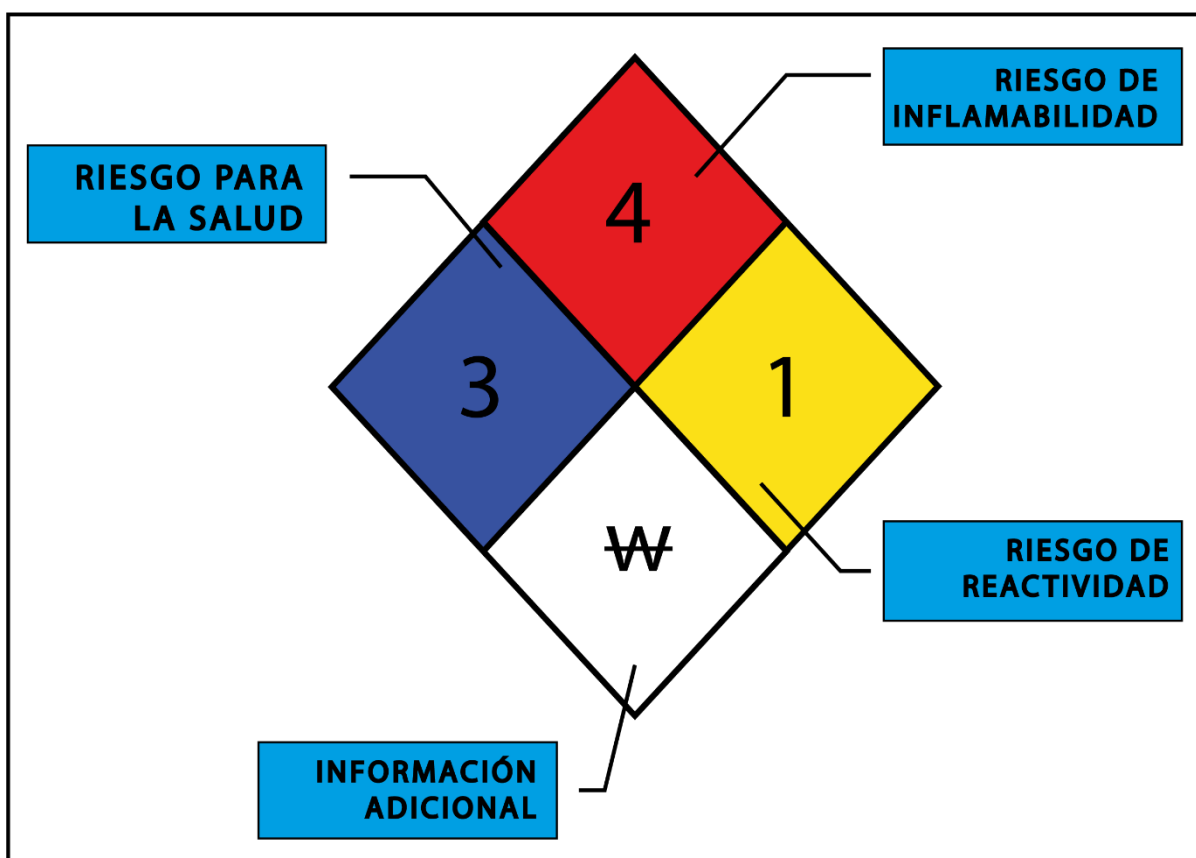 RIESGO DE
INFLAMABILIDAD
RIESGO PARA
LA SALUD
4
3
1
W
RIESGO DE
REACTIVIDAD
INFORMACIÓN
ADICIONAL